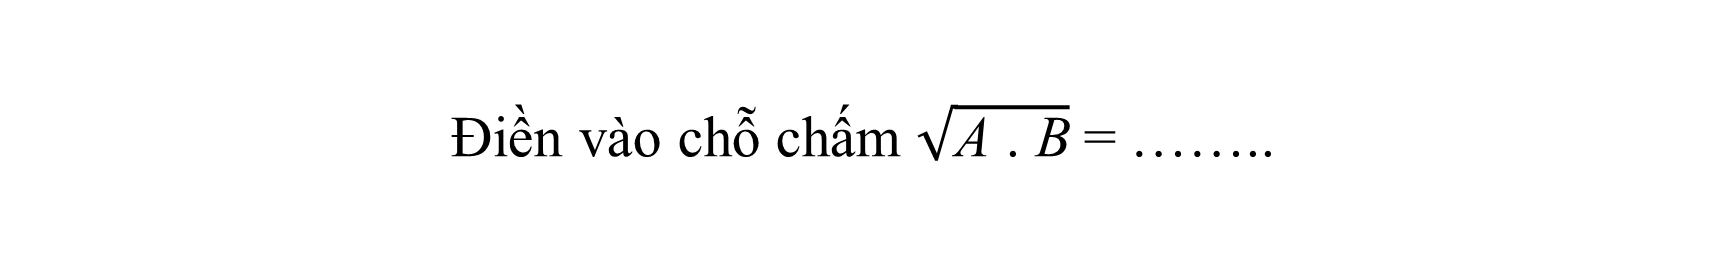 Điền vào chỗ chấm √A . B = ……..